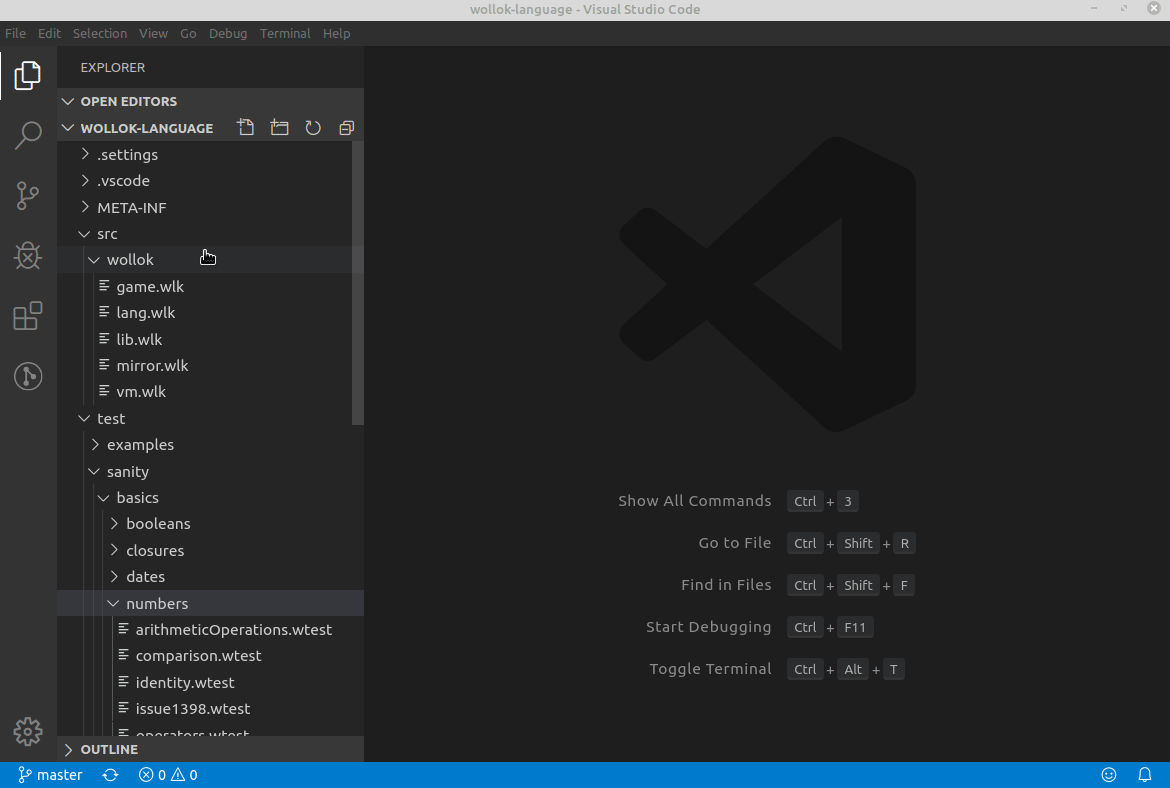 wollok-language - Visual Studio Code
File Edit Selection View Go Debug Terminal Help
EXPLORER
OPEN EDITORS
WOLLOK-LANGUAGE
.settings
.vscode
META-INF
src
wollok
game.wlk
lang.wlk
lib.wlk
mirror.wlk
vm.wlk
test
examples
sanity
basics
booleans
closures
dates
numbers
arithmeticOperations.wtest
comparison.wtest
identity.wtest
issue1398.wtest
operators.wtest
OUTLINE
Show All Commands Ctrl + 3
Go to File Ctrl + Shift + R
Find in Files Ctrl + Shift + F
Start Debugging Ctrl + F11
Toggle Terminal Ctrl + Alt + T
master 0 0